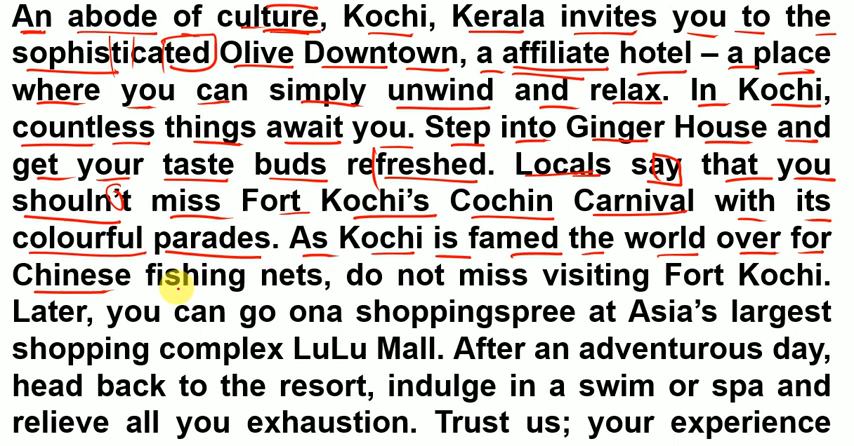 An abode of culture, Kochi, Kerala invites you to the
sophisticated Olive Downtown, a affiliate hotel – a place
where you can simply unwind and relax. In Kochi,
countless things await you. Step into Ginger House and
get your taste buds refreshed. Locals say that you
shouln't miss Fort Kochi's Cochin Carnival with its
colourful parades. As Kochi is famed the world over for
Chinese fishing nets, do not miss visiting Fort Kochi.
Later, you can go ona shoppingspree at Asia's largest
shopping complex LuLu Mall. After an adventurous day,
head back to the resort, indulge in a swim or spa and
relieve all you exhaustion. Trust us; your experience